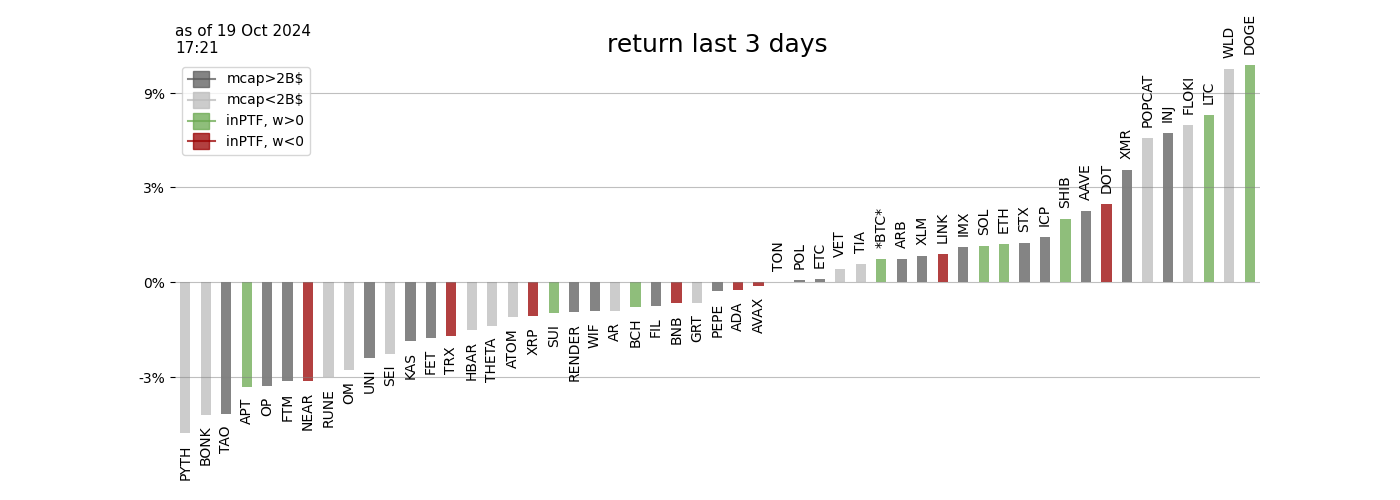 as of 19 Oct 2024
17:21
return last 3 days
mcap>2B$
mcap<2B$
inPTF, w>0
inPTF, w<0
9%
3%
0%
-3%
PYTH
BONK
TAO
APT
OP
FTM
NEAR
RUNE
OM
UNI
SEI
KAS
FET
TRX
HBAR
THETA
ATOM
XRP
SUI
RENDER
WIF
AR
BCH
FIL
BNB
GRT
PEPE
ADA
AVAX
TON
POL
ETC
VET
TIA
*BTC*
ARB
XLM
LINK
IMX
SOL
ETH
STX
ICP
SHIB
AAVE
DOT
XMR
POPCAT
INJ
FLOKI
LTC
WLD
DOGE